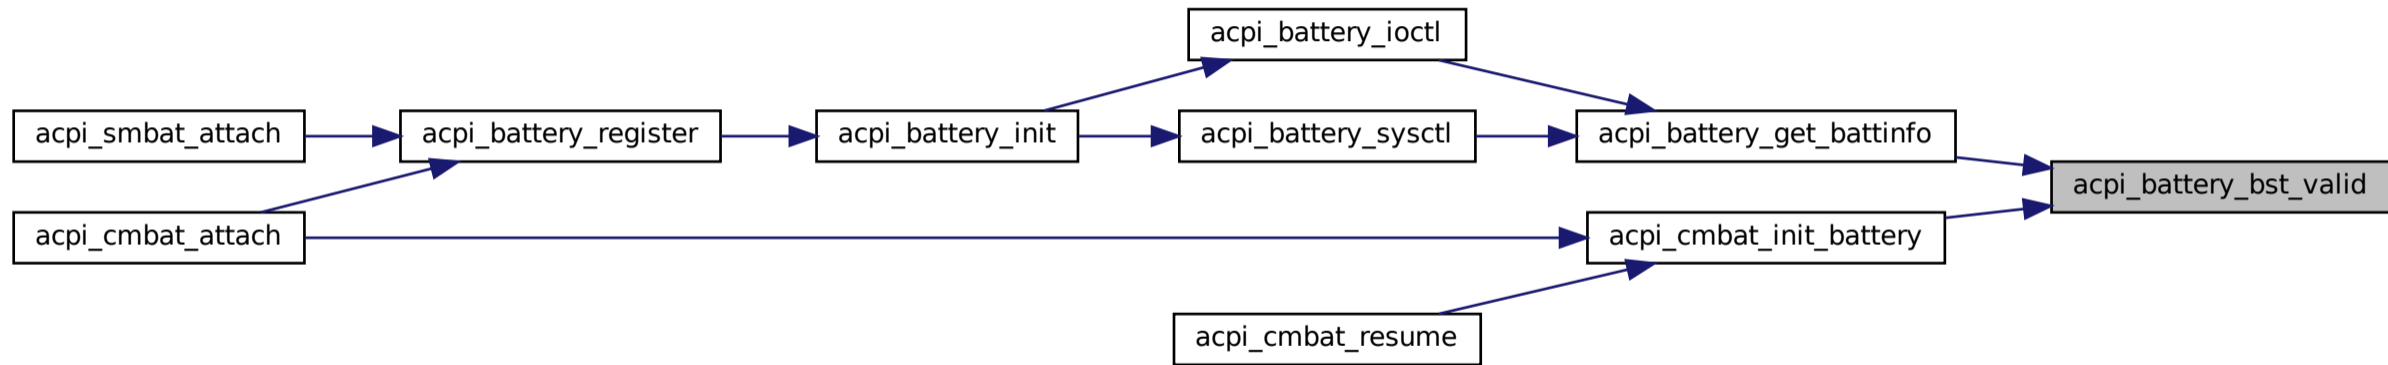 acpi_battery_ioctl
acpi_smbat_attach
acpi_battery_register
acpi_battery_init
acpi_battery_sysctl
acpi_battery_get_battinfo
acpi_battery_bst_valid
acpi_cmbat_attach
acpi_cmbat_init_battery
acpi_cmbat_resume